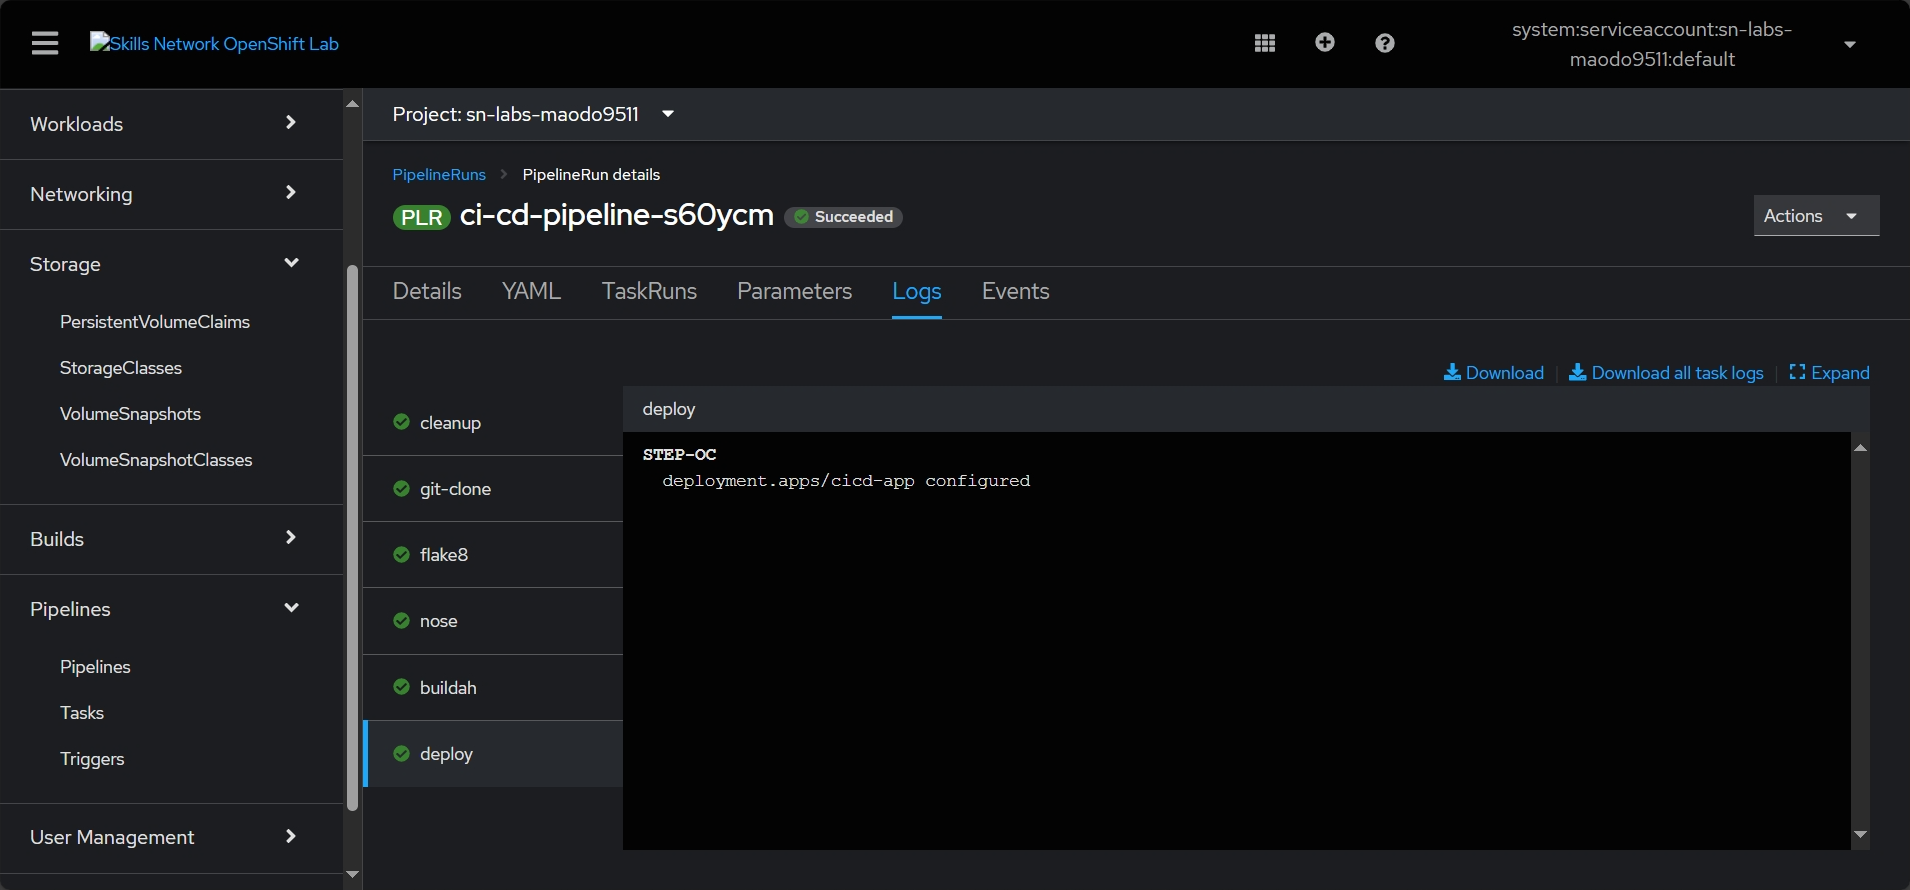 Skills Network OpenShift Lab
system:serviceaccount:sn-labs-
maodo9511:default
Workloads
Networking
Storage
PersistentVolumeClaims
StorageClasses
VolumeSnapshots
VolumeSnapshotClasses
Builds
Pipelines
Pipelines
Tasks
Triggers
User Management
Project: sn-labs-maodo9511
PipelineRuns PipelineRun details
PLR ci-cd-pipeline-s60ycm Succeeded
Actions
Details YAML TaskRuns Parameters Logs Events
Download Download all task logs Expand
cleanup
git-clone
flake8
nose
buildah
deploy
deploy
STEP-OC
deployment.apps/cicd-app configured